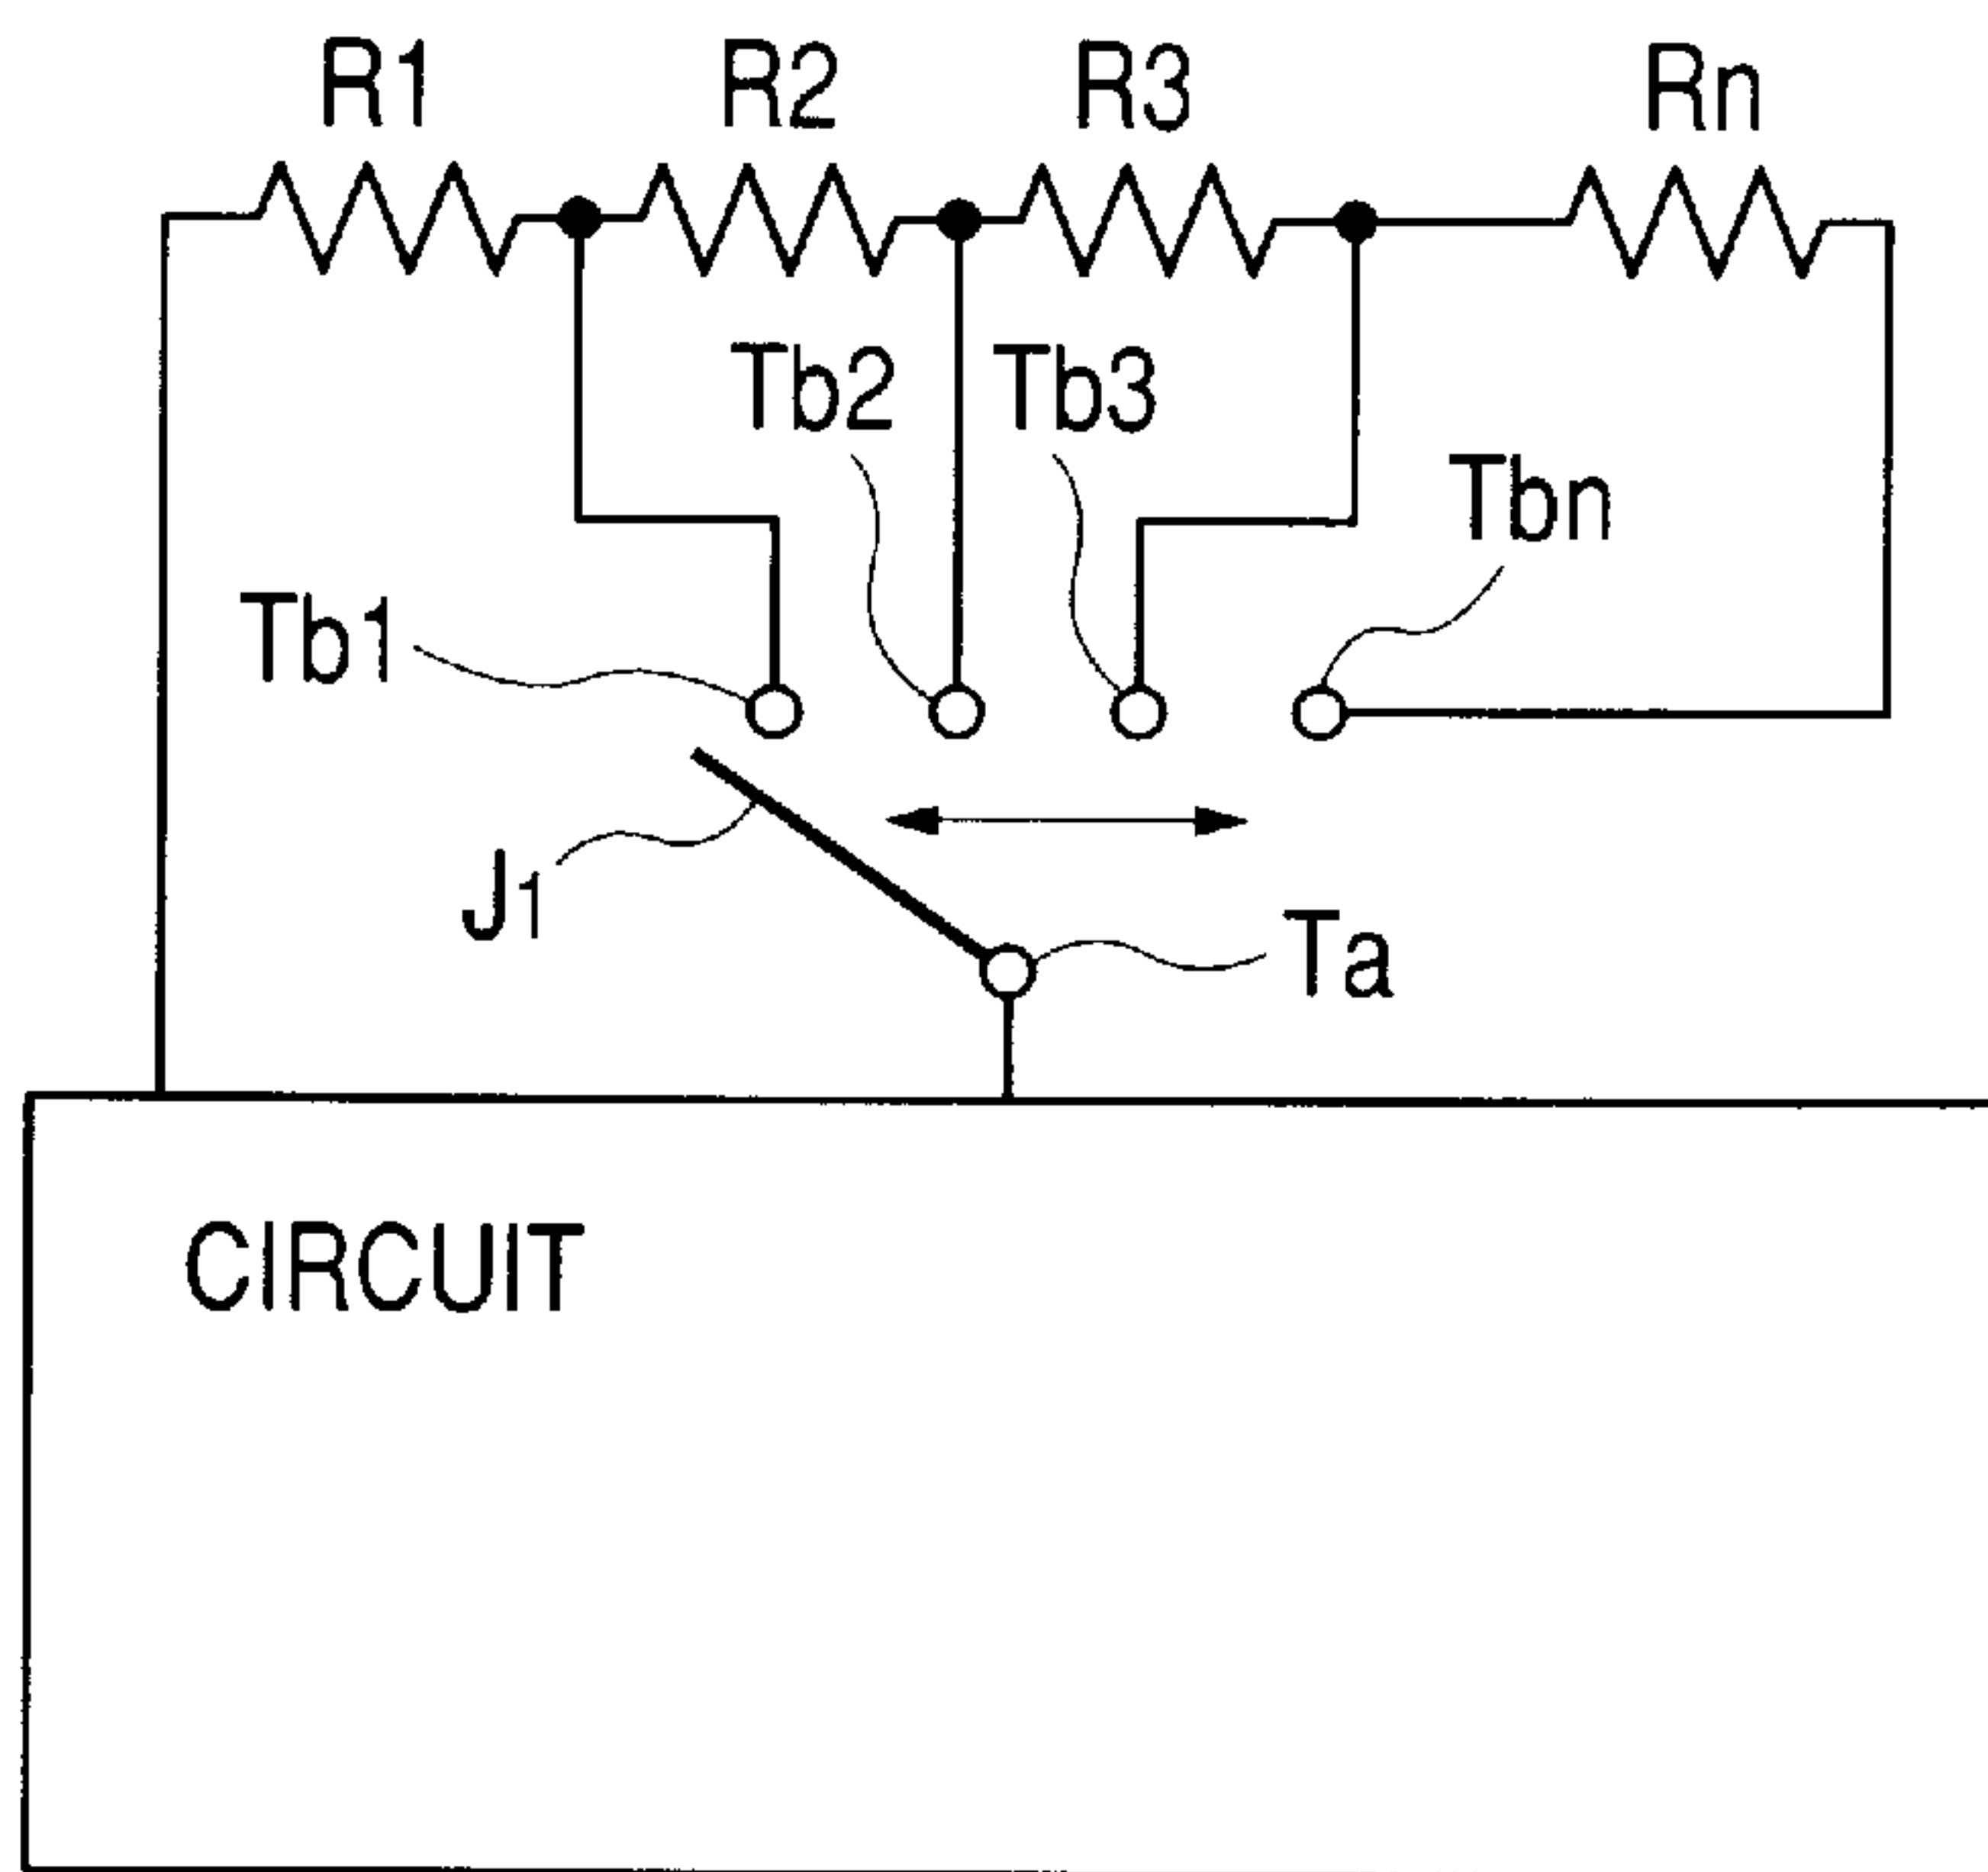 R1 R2 R3 Rn
Tb2 Tb3
Tbn
Tb1
J1
Ta
CIRCUIT